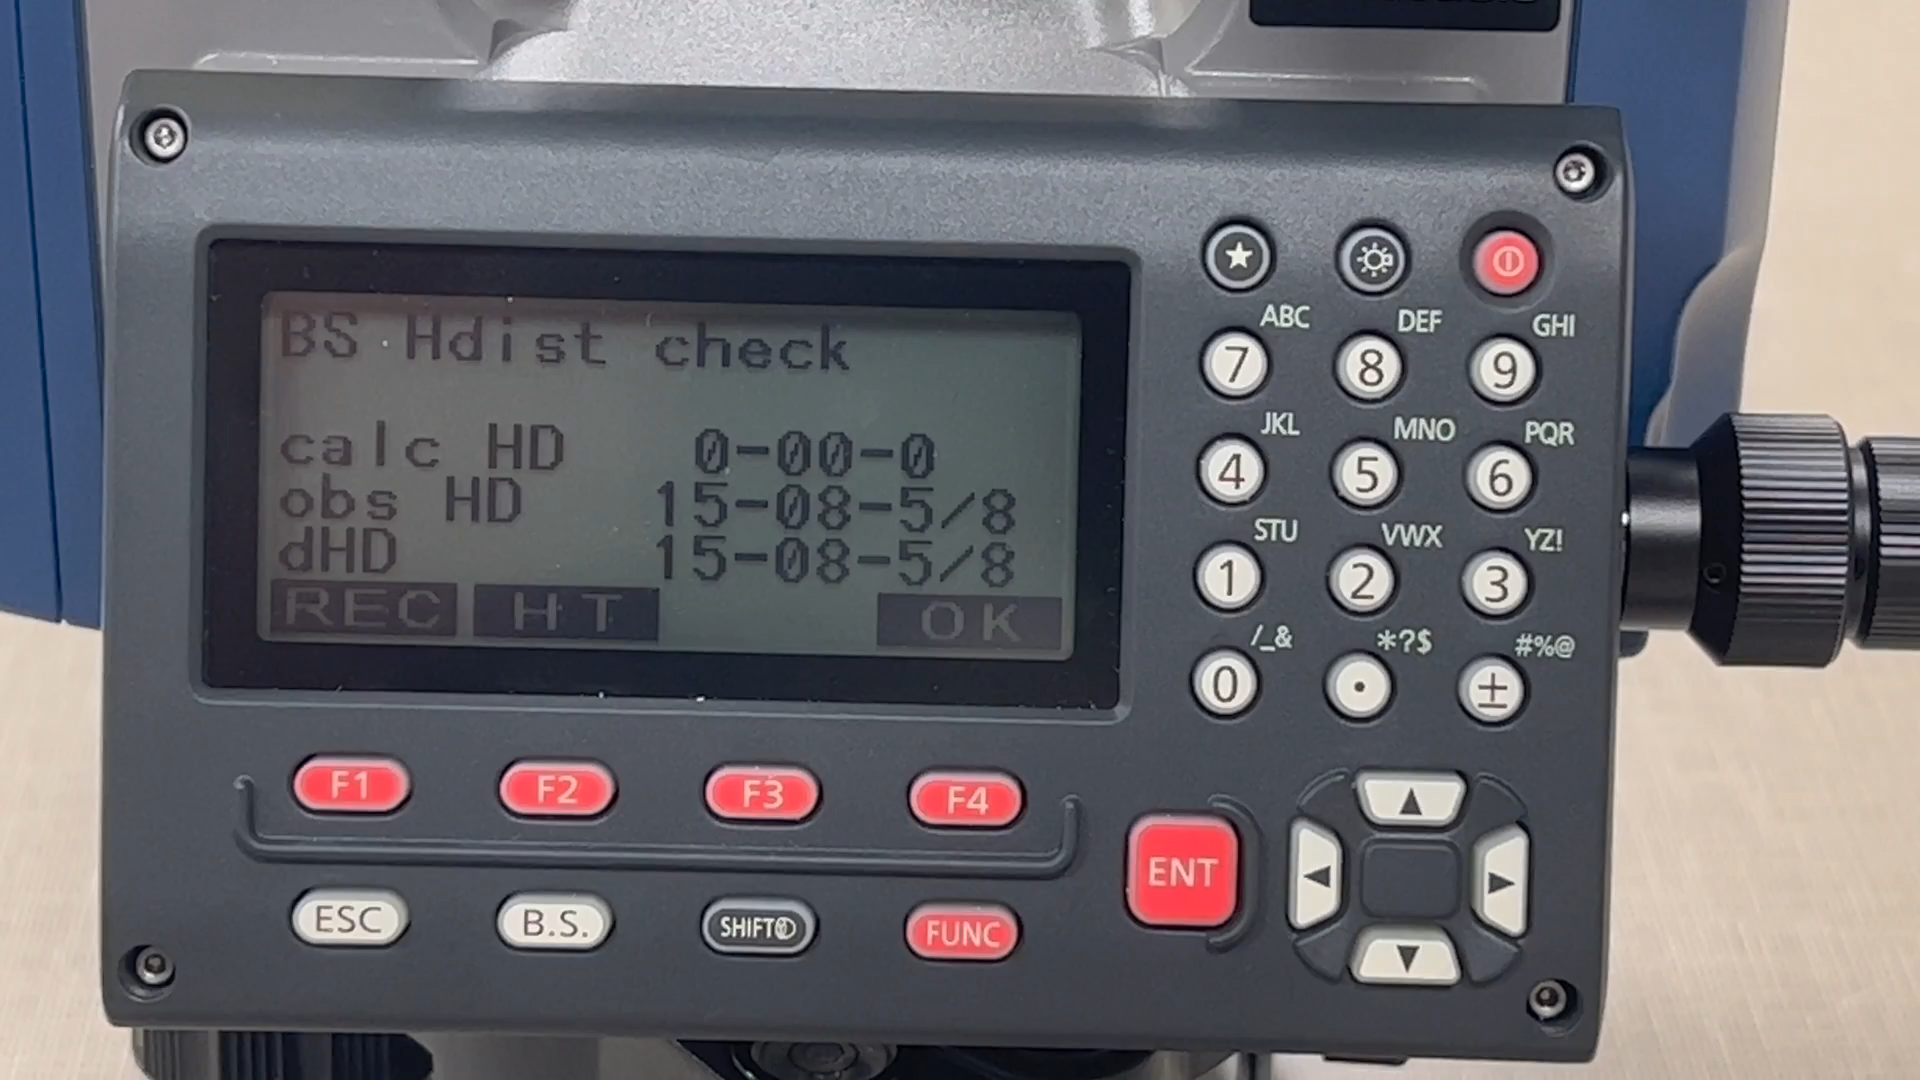 BS Hdist check
calc HD 0-00-0
obs HD 15-08-5/8
dHD 15-08-5/8
REC HT OK
ABC DEF GHI
7 8 9
JKL MNO PQR
4 5 6
STU VWX YZ!
1 2 3
/_& *?$ #%@
0 . ±
F1 F2 F3 F4
ENT
ESC B.S. SHIFT FUNC